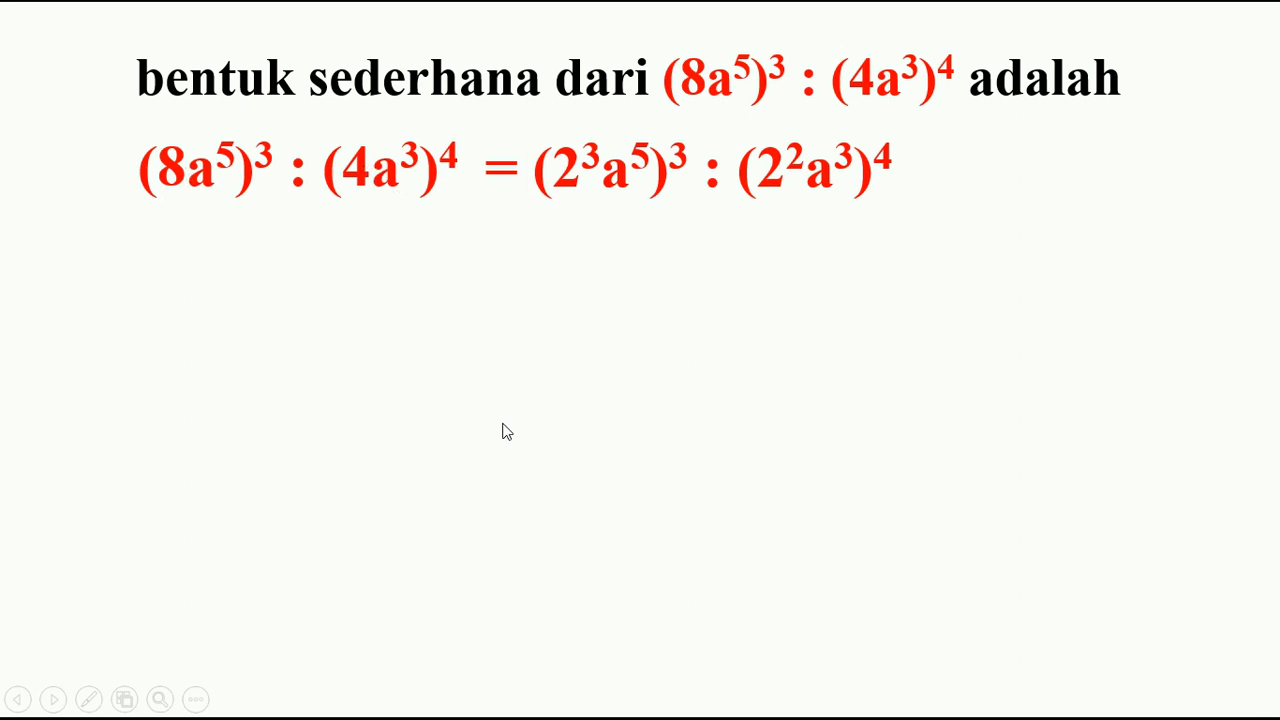 bentuk sederhana dari (8a⁵)³ : (4a³)⁴ adalah
(8a⁵)³ : (4a³)⁴ = (2³a⁵)³ : (2²a³)⁴